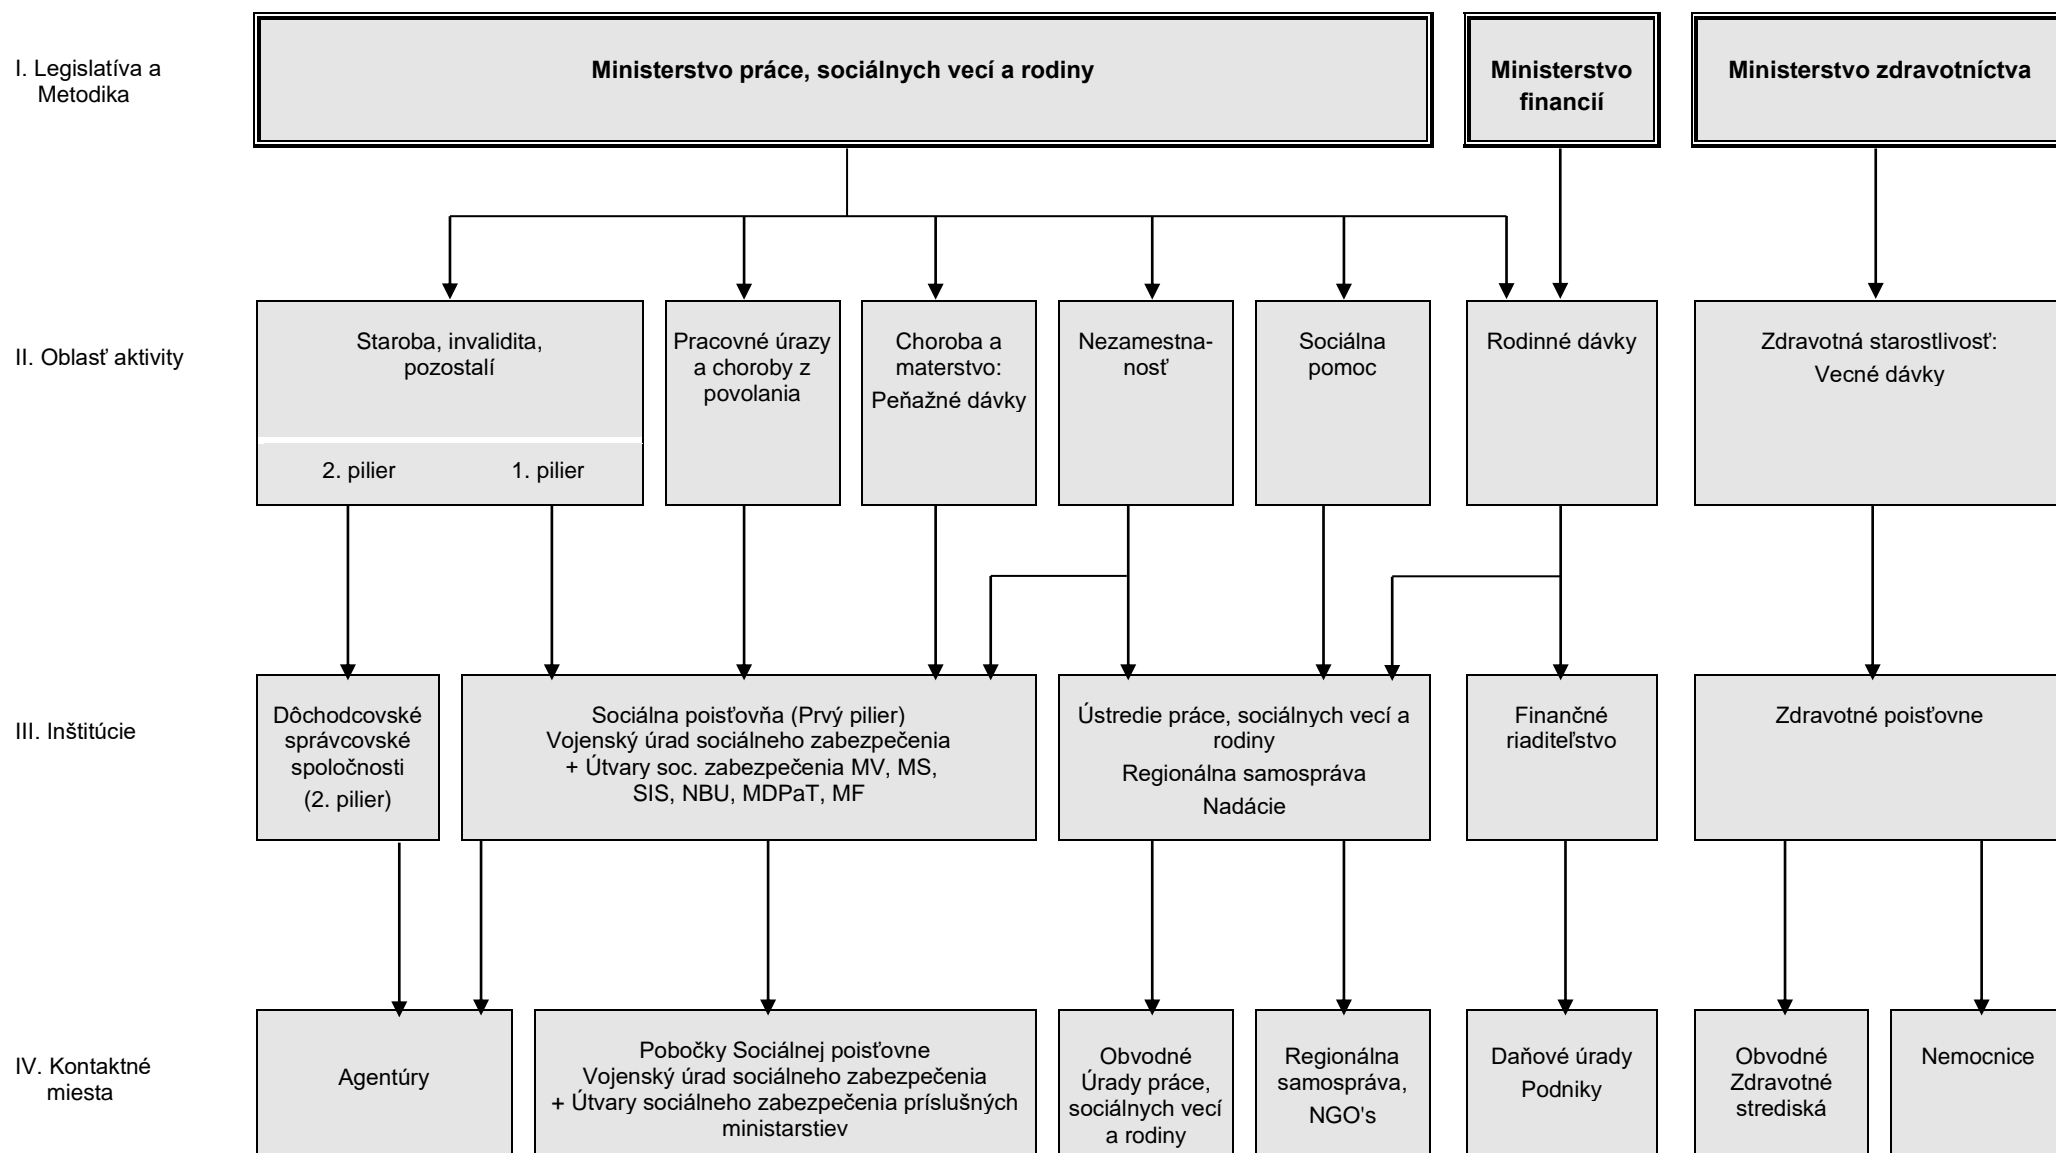 I. Legislatíva a
Metodika
Ministerstvo práce, sociálnych vecí a rodiny
Ministerstvo
financií
Ministerstvo zdravotníctva
II. Oblasť aktivity
Staroba, invalidita,
pozostalí
2. pilier
1. pilier
Pracovné úrazy
a choroby z
povolania
Choroba a
materstvo:
Peňažné dávky
Nezamestna-
nosť
Sociálna
pomoc
Rodinné dávky
Zdravotná starostlivosť:
Vecné dávky
III. Inštitúcie
Dôchodcovské
správcovské
spoločnosti
(2. pilier)
Sociálna poisťovňa (Prvý pilier)
Vojenský úrad sociálneho zabezpečenia
+ Útvary soc. zabezpečenia MV, MS,
SIS, NBU, MDPaT, MF
Ústredie práce, sociálnych vecí a
rodiny
Regionálna samospráva
Nadácie
Finančné
riaditeľstvo
Zdravotné poisťovne
IV. Kontaktné
miesta
Agentúry
Pobočky Sociálnej poisťovne
Vojenský úrad sociálneho zabezpečenia
+ Útvary sociálneho zabezpečenia príslušných
ministarstiev
Obvodné
Úrady práce,
sociálnych vecí
a rodiny
Regionálna
samospráva,
NGO's
Daňové úrady
Podniky
Obvodné
Zdravotné
strediská
Nemocnice